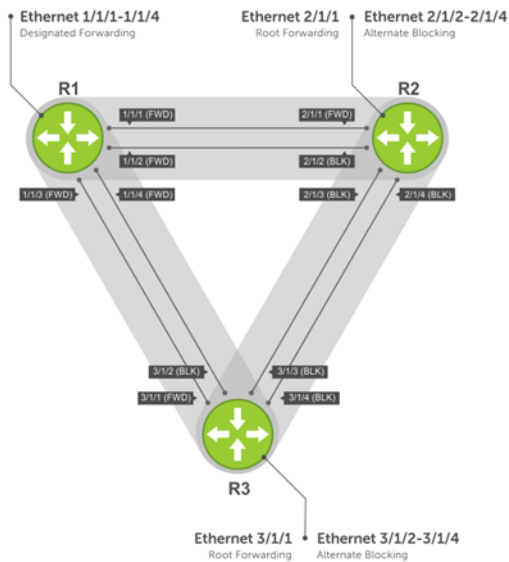 Ethernet 1/1/1-1/1/4
Designated Forwarding
Ethernet 2/1/1
Root Forwarding
Ethernet 2/1/2-2/1/4
Alternate Blocking
R1
R2
1/1/1 (FWD)
2/1/1 (FWD)
1/1/2 (FWD)
2/1/2 (BLK)
1/1/3 (FWD)
1/1/4 (FWD)
2/1/3 (BLK)
2/1/4 (BLK)
3/1/2 (BLK)
3/1/3 (BLK)
3/1/1 (FWD)
3/1/4 (BLK)
R3
Ethernet 3/1/1
Root Forwarding
Ethernet 3/1/2-3/1/4
Alternate Blocking